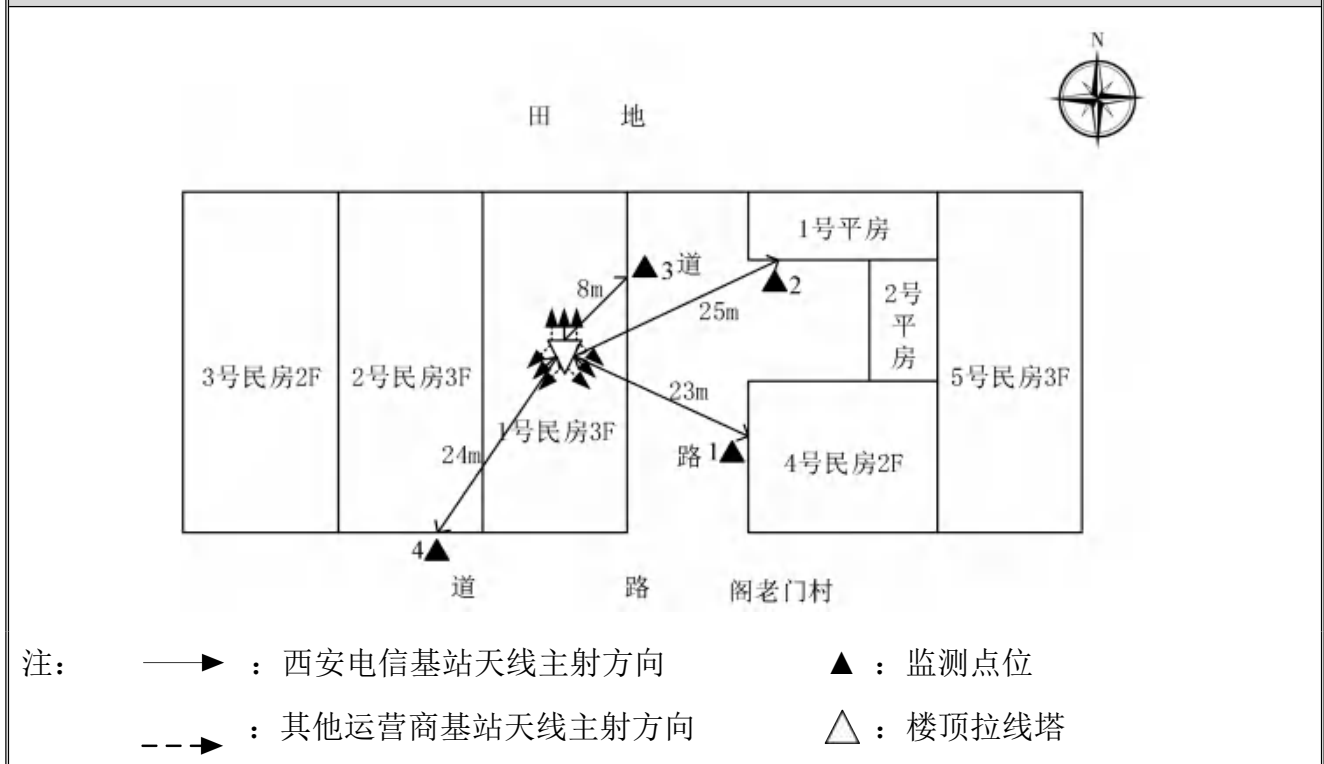 N
田 地
1号平房
3道
8m
2
25m
2号平房
3号民房2F
2号民房3F
5号民房3F
23m
1号民房3F
24m
路1
4号民房2F
4
道 路 阁老门村
注： ：西安电信基站天线主射方向 ▲：监测点位
：其他运营商基站天线主射方向 △：楼顶拉线塔